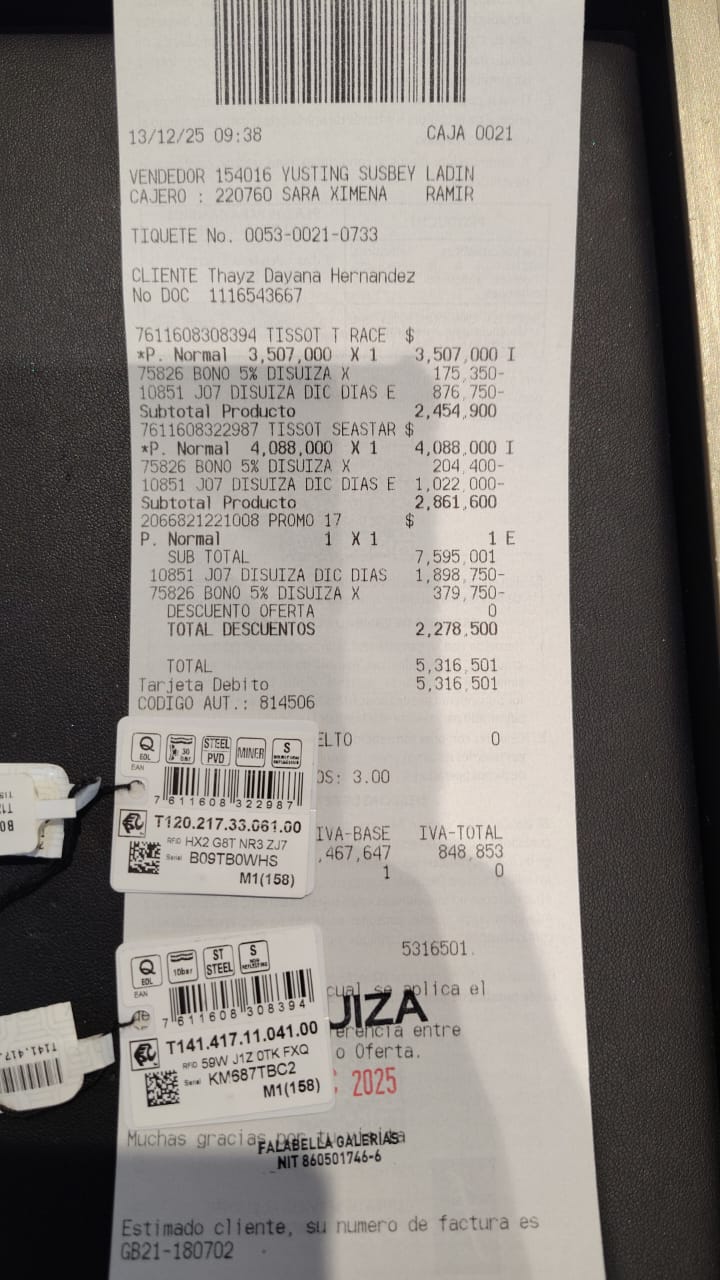 13/12/25 09:38 CAJA 0021
VENDEDOR 154016 YUSTING SUSBEY LADIN
CAJERO : 220760 SARA XIMENA RAMIR
TIQUETE No. 0053-0021-0733
CLIENTE Thayz Dayana Hernandez
No DOC 1116543667
7611608308394 TISSOT T RACE $
*P. Normal 3,507,000 X 1 3,507,000 I
75826 BONO 5% DISUIZA X 175,350-
10851 J07 DISUIZA DIC DIAS E 876,750-
Subtotal Producto 2,454,900
7611608322987 TISSOT SEASTAR $
*P. Normal 4,088,000 X 1 4,088,000 I
75826 BONO 5% DISUIZA X 204,400-
10851 J07 DISUIZA DIC DIAS E 1,022,000-
Subtotal Producto 2,861,600
2066821221008 PROMO 17 $
P. Normal 1 X 1 1 E
SUB TOTAL 7,595,001
10851 J07 DISUIZA DIC DIAS 1,898,750-
75826 BONO 5% DISUIZA X 379,750-
DESCUENTO OFERTA 0
TOTAL DESCUENTOS 2,278,500
TOTAL 5,316,501
Tarjeta Debito 5,316,501
CODIGO AUT.: 814506
ELTO 0
OS: 3.00
IVA-BASE IVA-TOTAL
,467,647 848,853
1 0
5316501.
cual se aplica el
UIZA
erencia entre
o Oferta.
2025
Muchas gracias por tu
FALABELLA GALERIAS
NIT 860501746-6
Estimado cliente, su numero de factura es
GB21-180702
Q EOL 30 bar STEEL PVD MINER S
EAN
7 611608 322987
T120.217.33.061.00
RFID HX2 G8T NR3 ZJ7
Serial B09TB0WHS
M1(158)
Q EOL 10bar ST STEEL S
EAN
7 611608 308394
T141.417.11.041.00
RFID 59W J1Z 0TK FXQ
Serial KM687TBC2
M1(158)
T141.417.